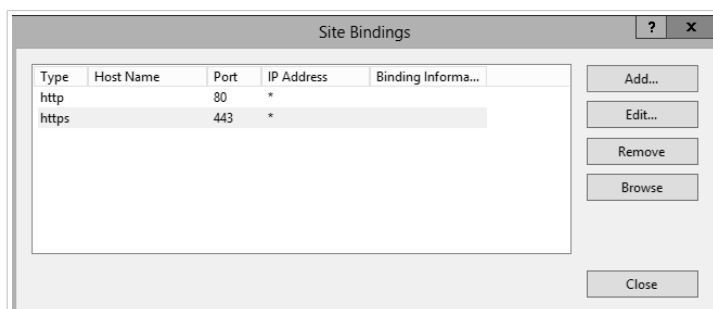 Site Bindings
? x
Type Host Name Port IP Address Binding Informa...
http 80 *
https 443 *
Add...
Edit...
Remove
Browse
Close